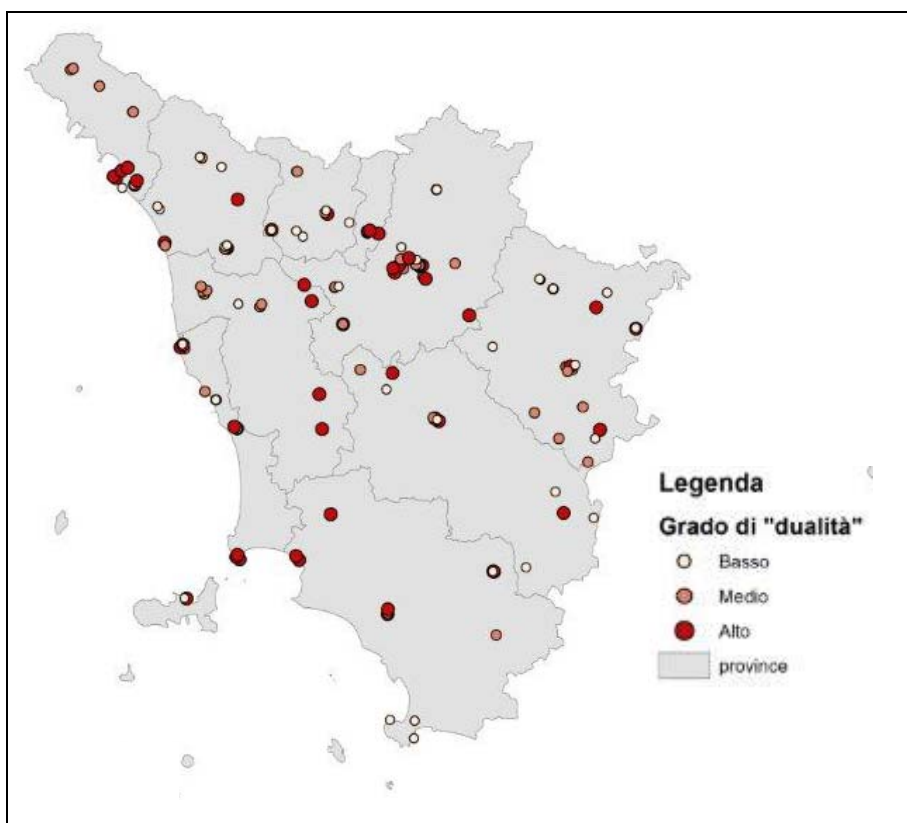 Legenda
Grado di "dualità"
Basso
Medio
Alto
province